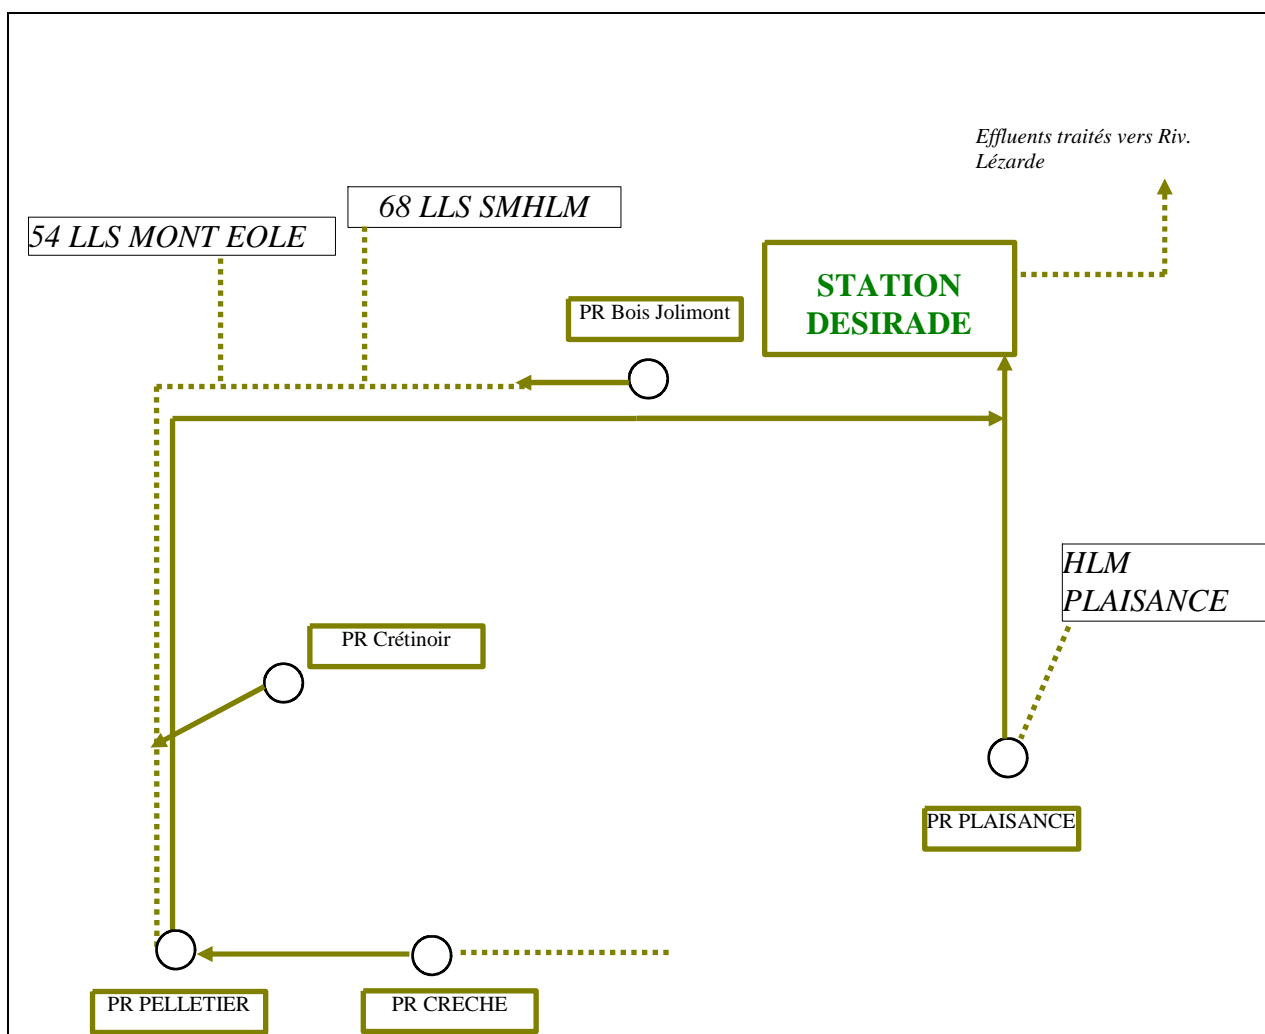 Effluents traités vers Riv.
Lézarde
68 LLS SMHLM
54 LLS MONT EOLE
STATION
DESIRADE
PR Bois Jolimont
HLM
PLAISANCE
PR Crétinoir
PR PLAISANCE
PR PELLETIER
PR CRECHE